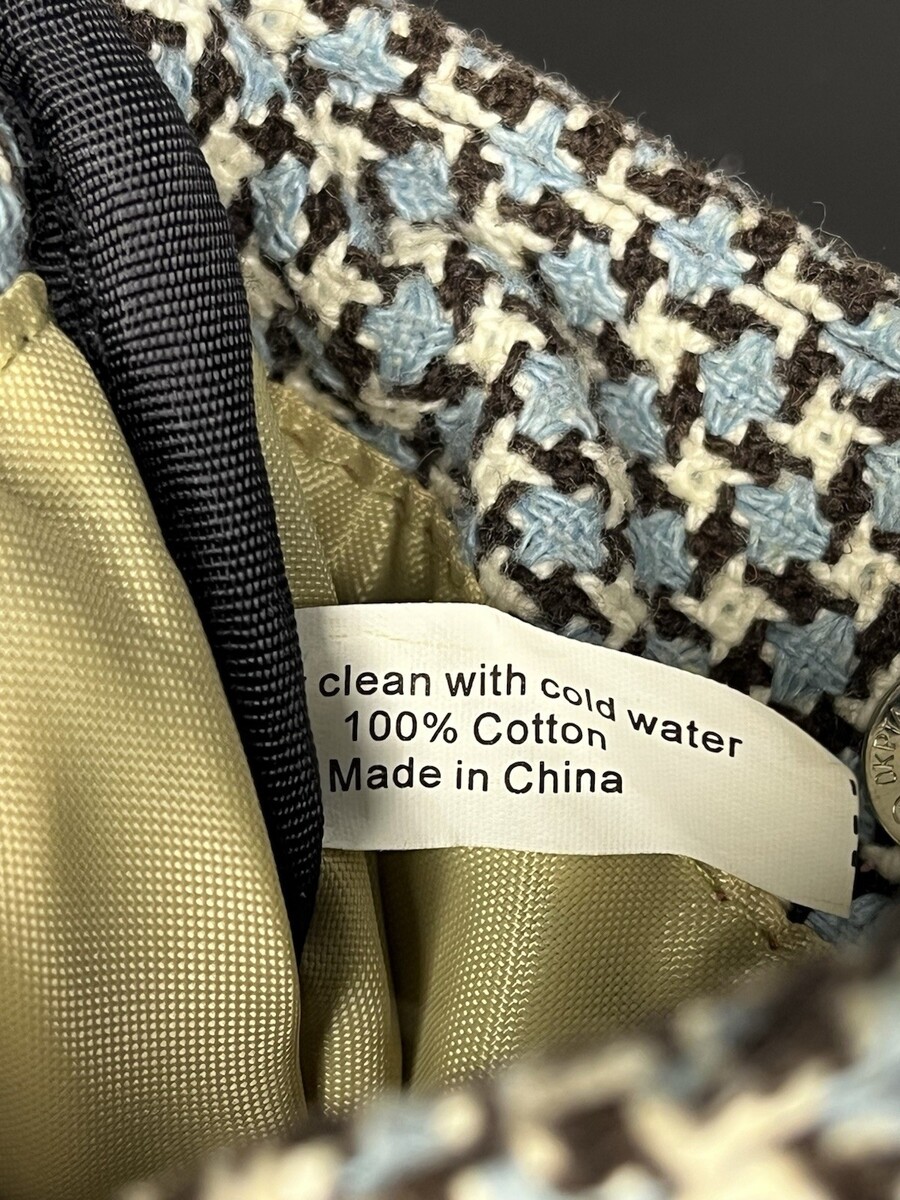 clean with cold water
100% Cotton
Made in China